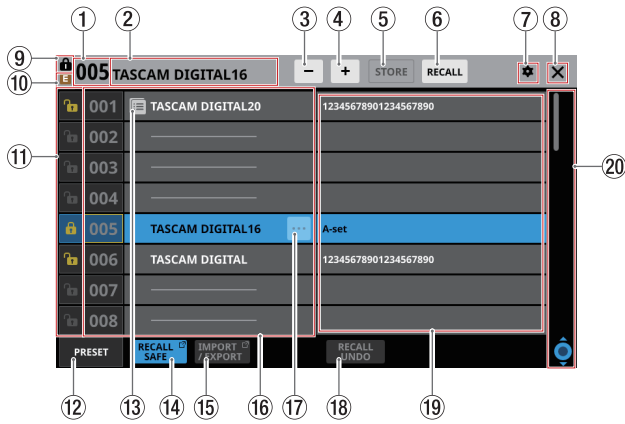 ① ② ③ ④ ⑤ ⑥ ⑦ ⑧
⑨ 005 TASCAM DIGITAL16 − + STORE RECALL
⑩ E
001 TASCAM DIGITAL20 12345678901234567890
002
003
004
⑪ ⑳
005 TASCAM DIGITAL16 ... A-set
006 TASCAM DIGITAL 12345678901234567890
007
008
PRESET RECALL SAFE IMPORT / EXPORT RECALL UNDO
⑫ ⑬ ⑭ ⑮ ⑯ ⑰ ⑱ ⑲